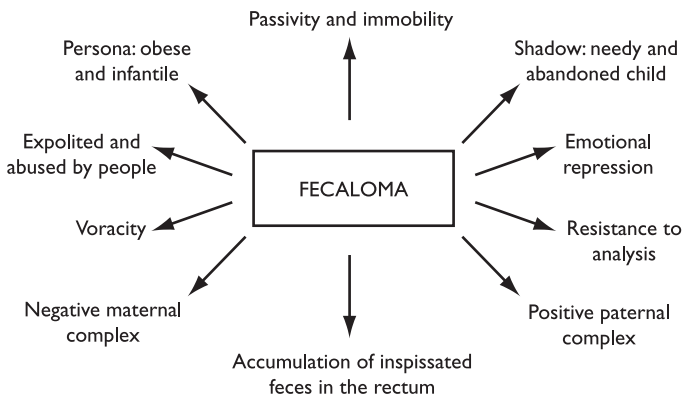 Passivity and immobility
Persona: obese
and infantile
Shadow: needy and
abandoned child
Expolited and
abused by people
Emotional
repression
FECALOMA
Voracity
Resistance to
analysis
Negative maternal
complex
Positive paternal
complex
Accumulation of inspissated
feces in the rectum